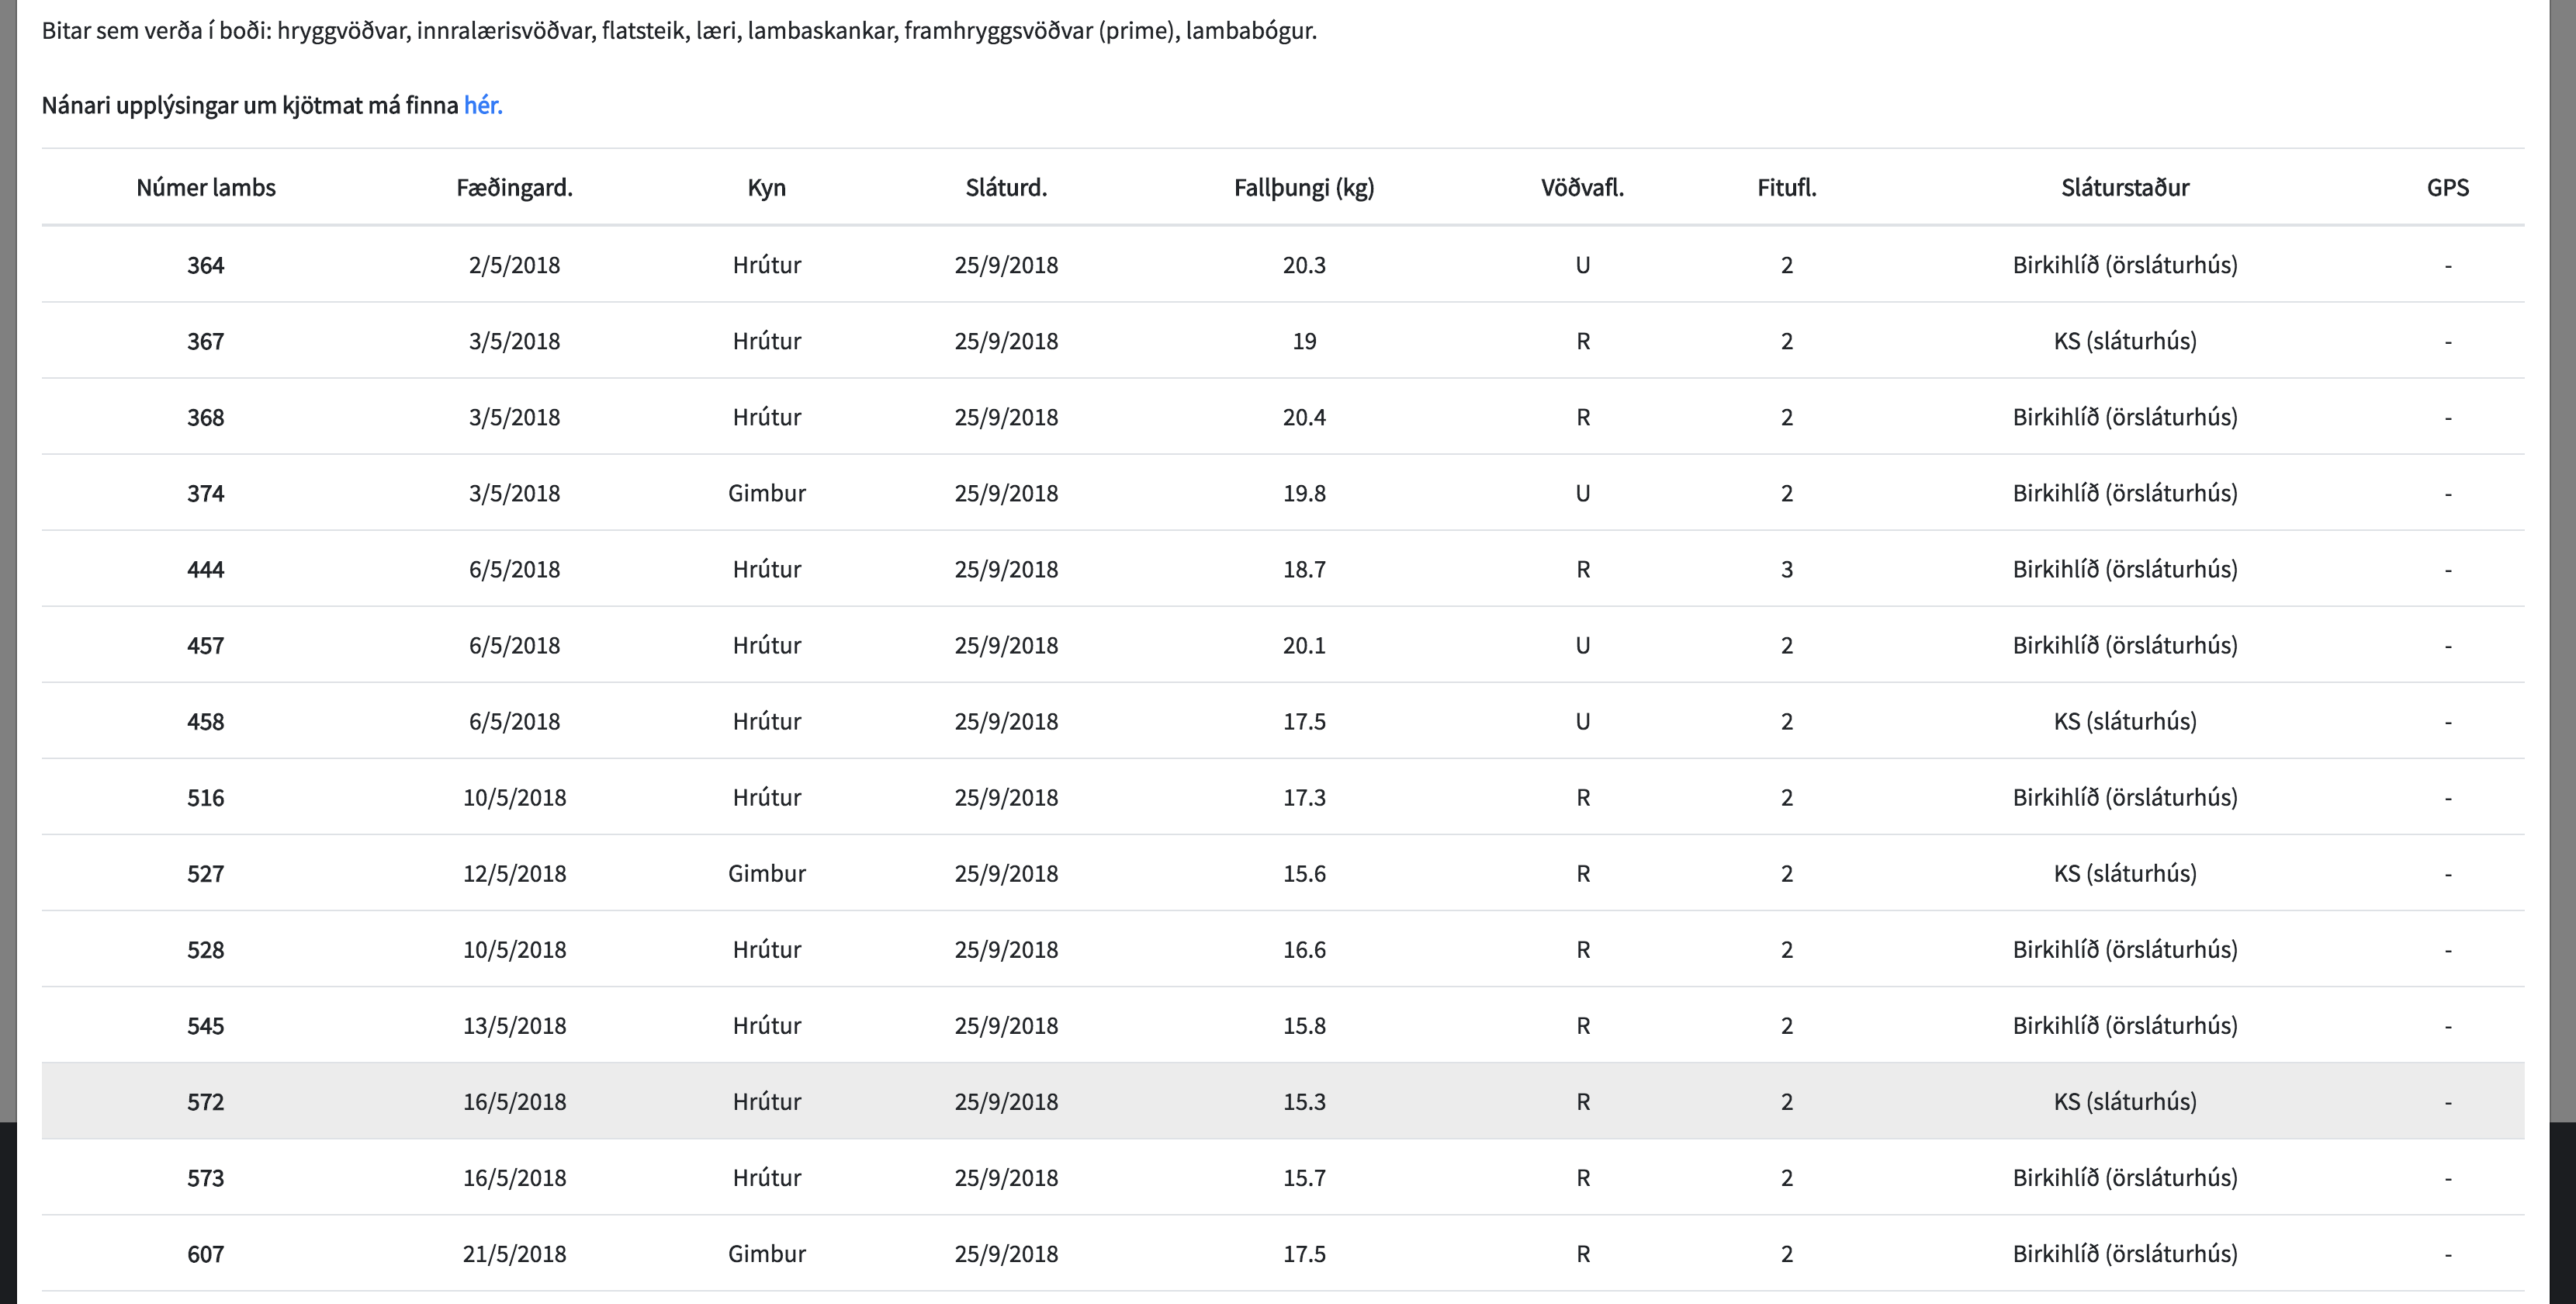 Bitar sem verða í boði: hryggvöðvar, innralærisvöðvar, flatsteik, læri, lambaskankar, framhryggsvöðvar (prime), lambabógur.
Nánari upplýsingar um kjötmat má finna hér.
Númer lambs Fæðingard. Kyn Sláturd. Fallþungi (kg) Vöðvafl. Fitufl. Sláturstaður GPS
364 2/5/2018 Hrútur 25/9/2018 20.3 U 2 Birkihlíð (örsláturhús) -
367 3/5/2018 Hrútur 25/9/2018 19 R 2 KS (sláturhús) -
368 3/5/2018 Hrútur 25/9/2018 20.4 R 2 Birkihlíð (örsláturhús) -
374 3/5/2018 Gimbur 25/9/2018 19.8 U 2 Birkihlíð (örsláturhús) -
444 6/5/2018 Hrútur 25/9/2018 18.7 R 3 Birkihlíð (örsláturhús) -
457 6/5/2018 Hrútur 25/9/2018 20.1 U 2 Birkihlíð (örsláturhús) -
458 6/5/2018 Hrútur 25/9/2018 17.5 U 2 KS (sláturhús) -
516 10/5/2018 Hrútur 25/9/2018 17.3 R 2 Birkihlíð (örsláturhús) -
527 12/5/2018 Gimbur 25/9/2018 15.6 R 2 KS (sláturhús) -
528 10/5/2018 Hrútur 25/9/2018 16.6 R 2 Birkihlíð (örsláturhús) -
545 13/5/2018 Hrútur 25/9/2018 15.8 R 2 Birkihlíð (örsláturhús) -
572 16/5/2018 Hrútur 25/9/2018 15.3 R 2 KS (sláturhús) -
573 16/5/2018 Hrútur 25/9/2018 15.7 R 2 Birkihlíð (örsláturhús) -
607 21/5/2018 Gimbur 25/9/2018 17.5 R 2 Birkihlíð (örsláturhús) -